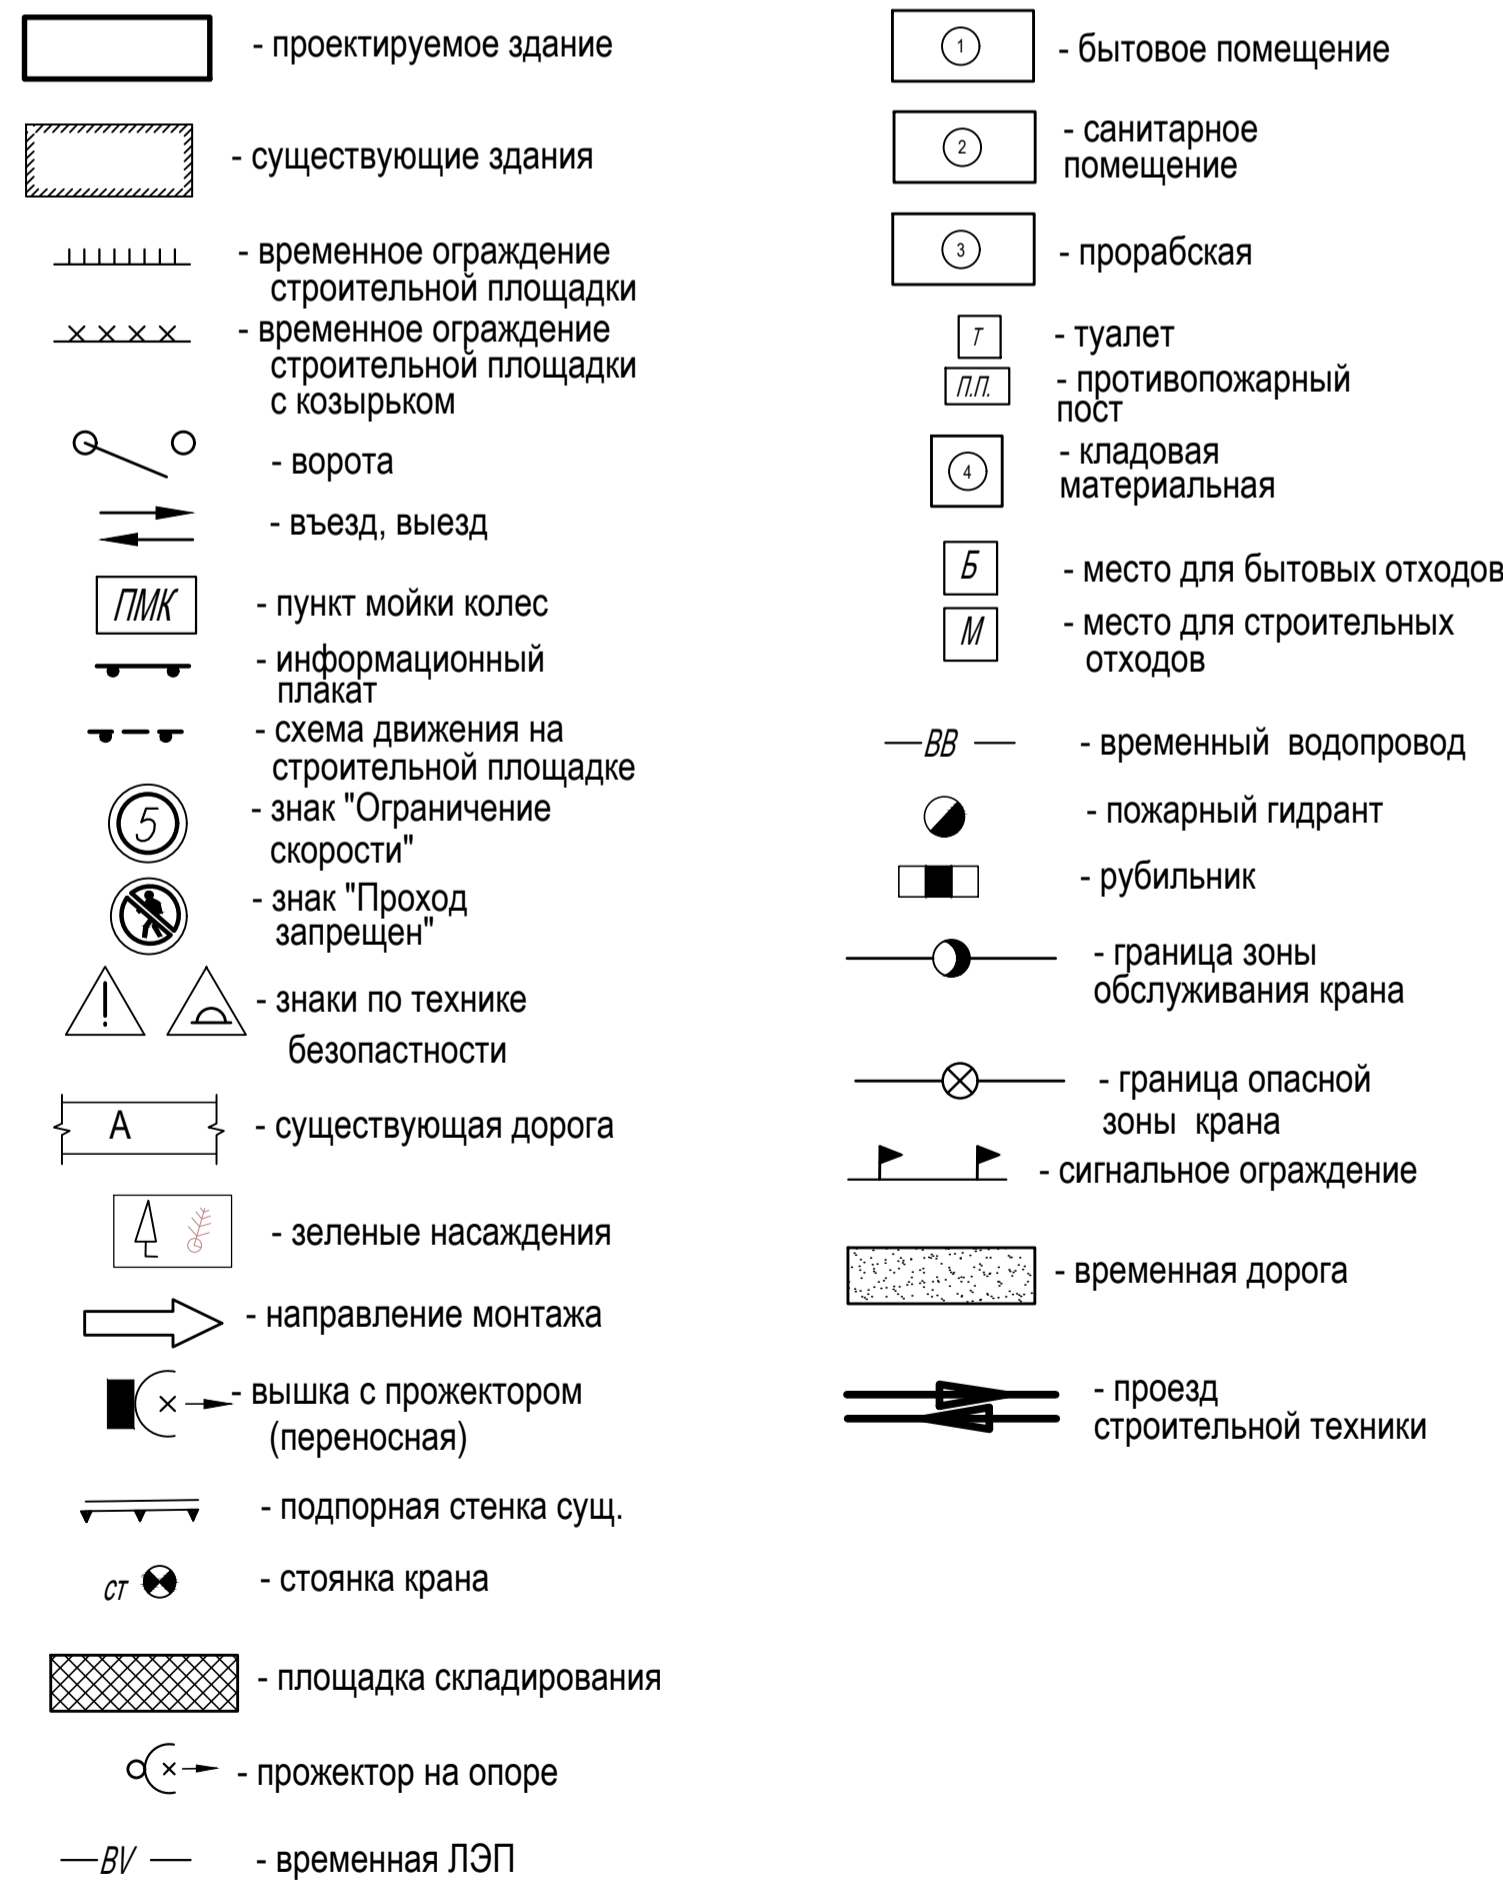 - проектируемое здание
- существующие здания
- временное ограждение
строительной площадки
- временное ограждение
строительной площадки
с козырьком
- ворота
- въезд, выезд
ПМК - пункт мойки колес
- информационный
плакат
- схема движения на
строительной площадке
5 - знак "Ограничение
скорости"
- знак "Проход
запрещен"
! - знаки по технике
безопастности
А - существующая дорога
- зеленые насаждения
- направление монтажа
- вышка с прожектором
(переносная)
- подпорная стенка сущ.
ст - стоянка крана
- площадка складирования
- прожектор на опоре
BV - временная ЛЭП
1 - бытовое помещение
2 - санитарное
помещение
3 - прорабская
Т - туалет
П.П. - противопожарный
пост
4 - кладовая
материальная
Б - место для бытовых отходов
М - место для строительных
отходов
ВВ - временный водопровод
- пожарный гидрант
- рубильник
- граница зоны
обслуживания крана
- граница опасной
зоны крана
- сигнальное ограждение
- временная дорога
- проезд
строительной техники